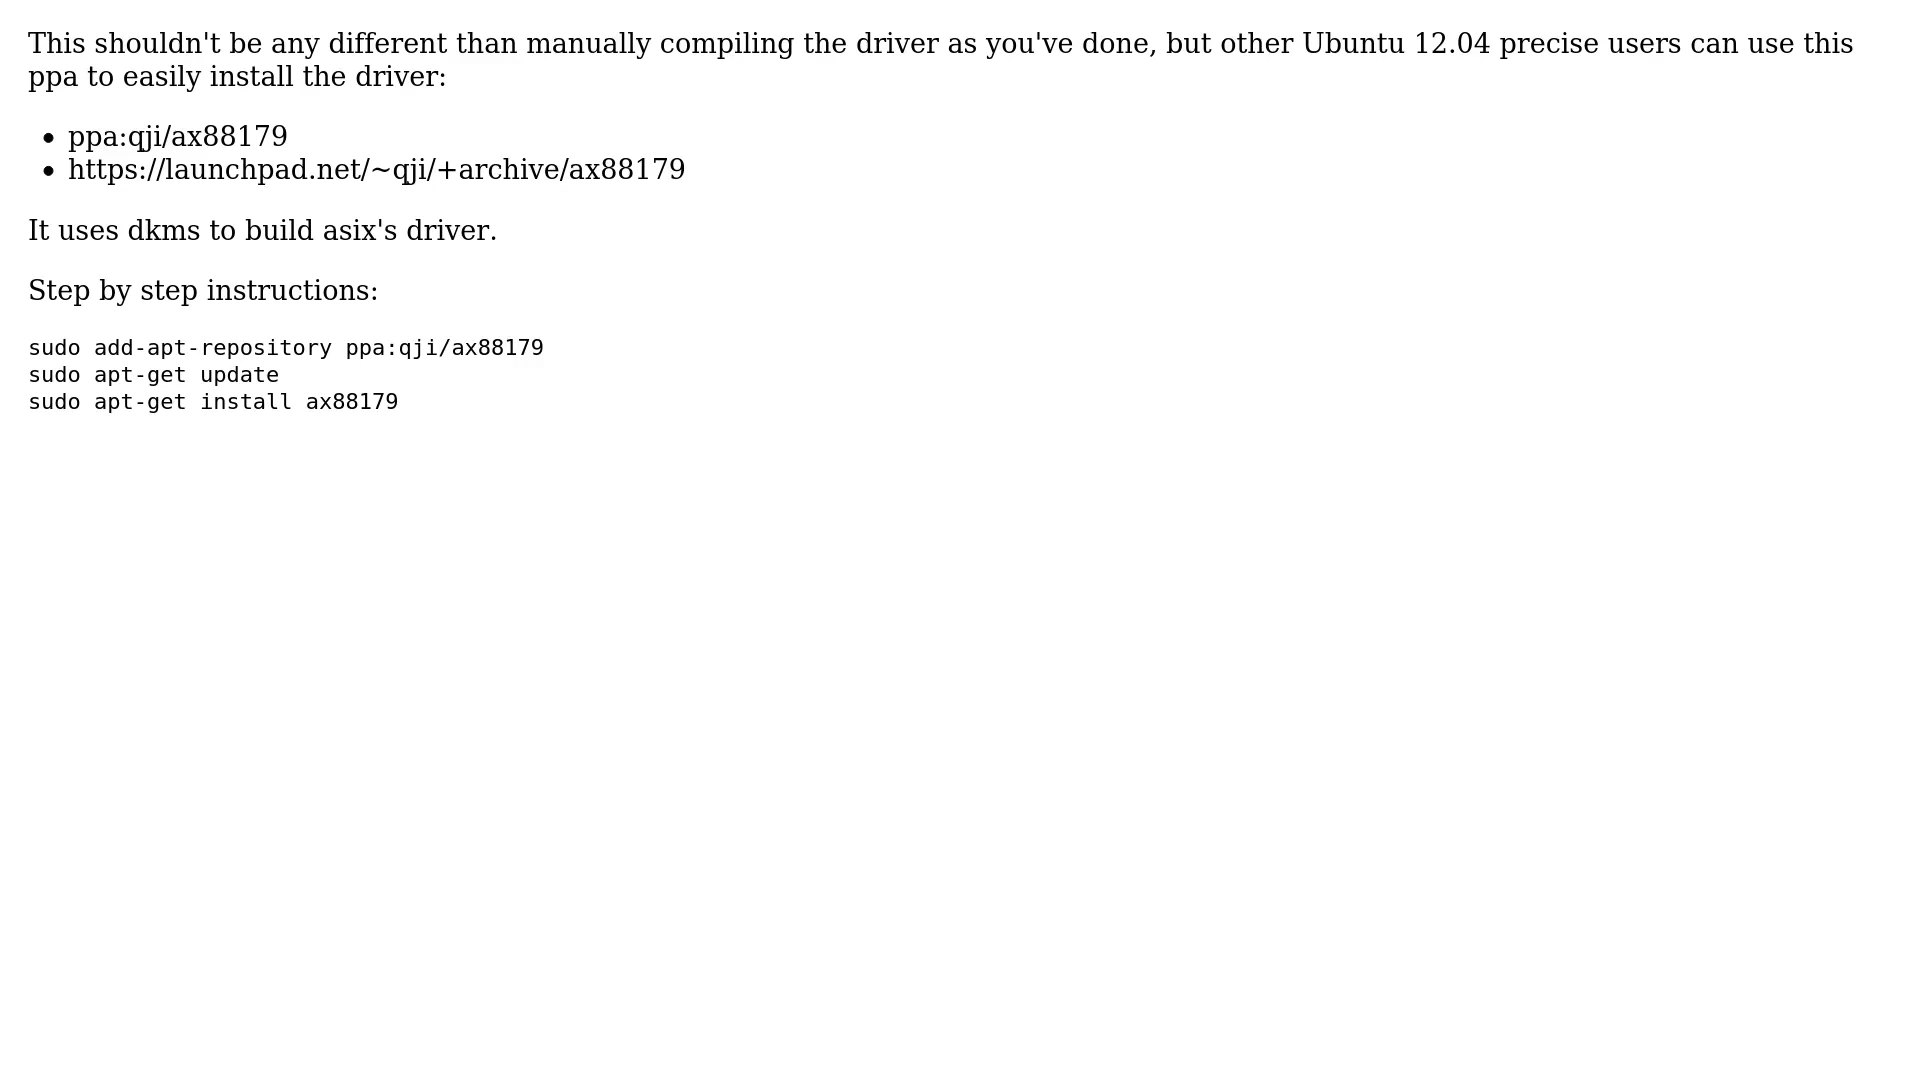 This shouldn't be any different than manually compiling the driver as you've done, but other Ubuntu 12.04 precise users can use this
ppa to easily install the driver:
• ppa:qji/ax88179
• https://launchpad.net/~qji/+archive/ax88179
It uses dkms to build asix's driver.
Step by step instructions:
sudo add-apt-repository ppa:qji/ax88179
sudo apt-get update
sudo apt-get install ax88179